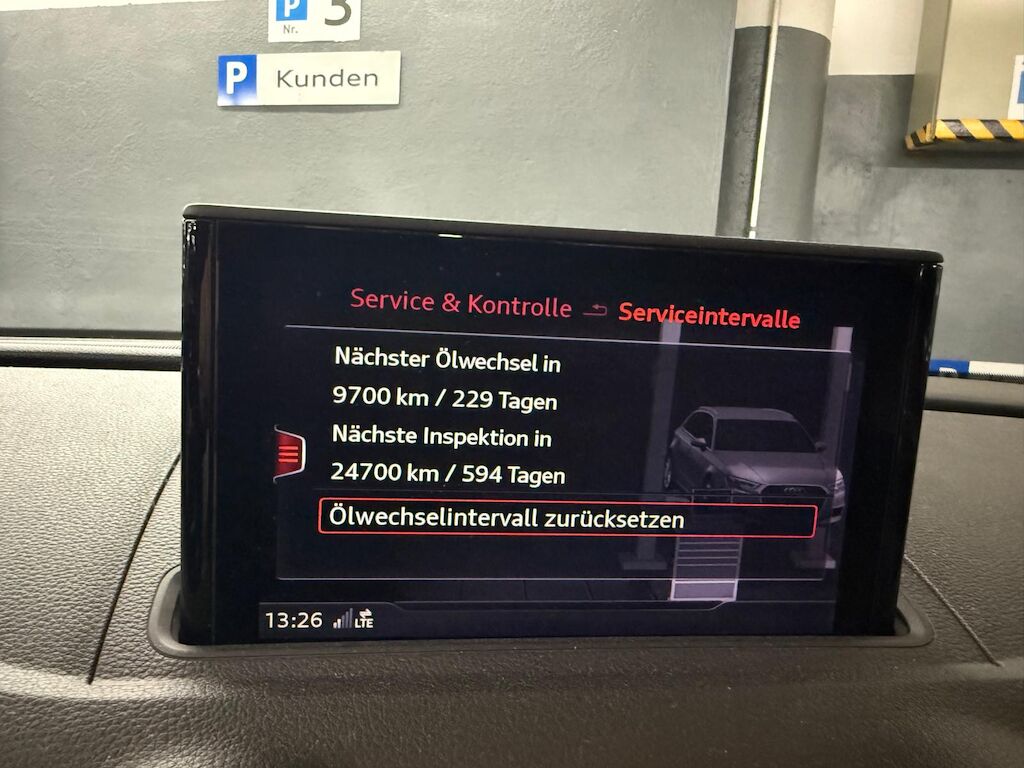 P 3
Nr.
P Kunden
Service & Kontrolle Serviceintervalle
Nächster Ölwechsel in
9700 km / 229 Tagen
Nächste Inspektion in
24700 km / 594 Tagen
Ölwechselintervall zurücksetzen
13:26 LTE